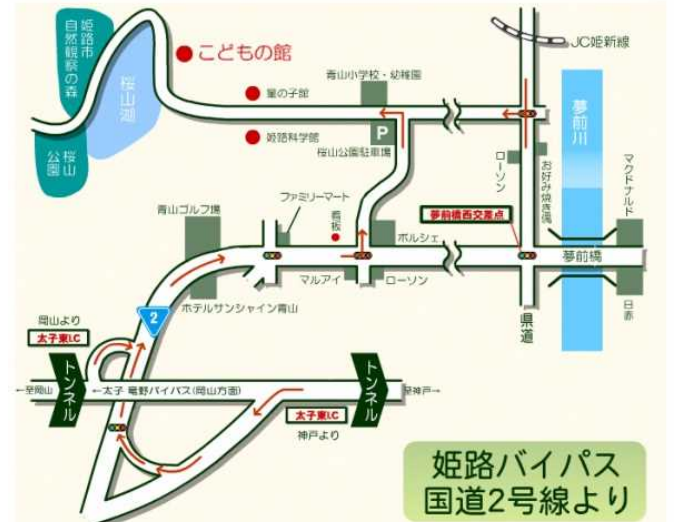 姫路市
自然観察の森
桜山湖
こどもの館
星の子館
姫路科学館
青山小学校・幼稚園
P
桜山公園駐車場
桜山
公園
JC姫新線
夢前川
ローソン
お好み焼き偶
マクドナルド
ファミリーマート
青山ゴルフ場
看板
ポルシェ
夢前橋西交差点
夢前橋
マルアイ
ローソン
ホテルサンシャイン青山
県道
日赤
2
岡山より
太子東I.C
トンネル
←至岡山
←太子 竜野バイパス(岡山方面)
トンネル
至神戸→
太子東I.C
神戸より
姫路バイパス
国道2号線より